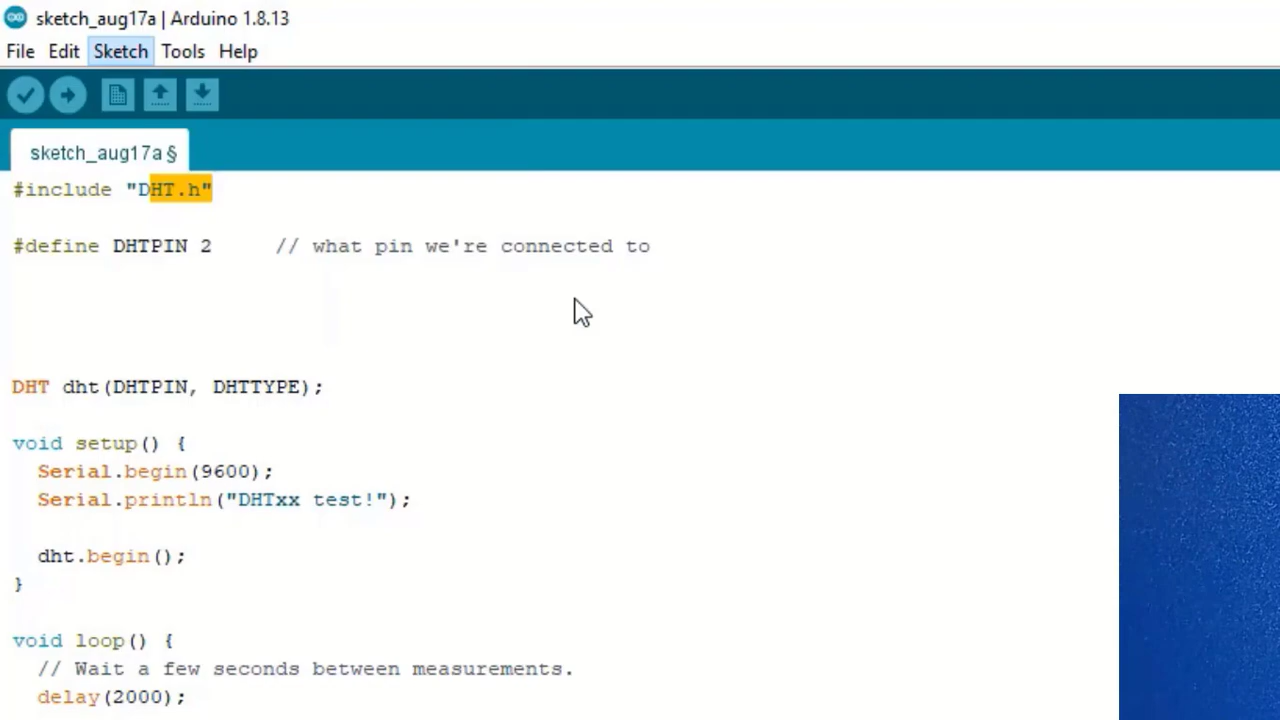 sketch_aug17a | Arduino 1.8.13
File Edit Sketch Tools Help
sketch_aug17a §
#include "DHT.h"
#define DHTPIN 2     // what pin we're connected to
DHT dht(DHTPIN, DHTTYPE);
void setup() {
  Serial.begin(9600);
  Serial.println("DHTxx test!");
  dht.begin();
}
void loop() {
  // Wait a few seconds between measurements.
  delay(2000);